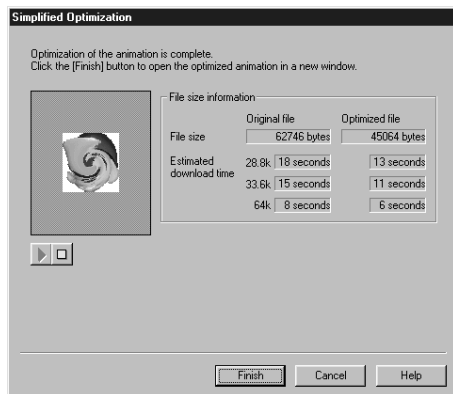 Simplified Optimization
Optimization of the animation is complete.
Click the [Finish] button to open the optimized animation in a new window.
File size information
Original file Optimized file
File size 62746 bytes 45064 bytes
Estimated download time
28.8k 18 seconds 13 seconds
33.6k 15 seconds 11 seconds
64k 8 seconds 6 seconds
Finish Cancel Help